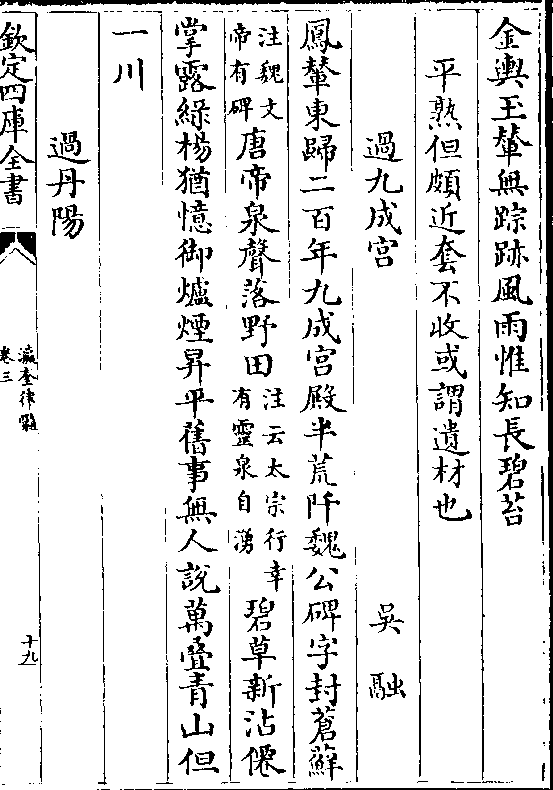 金輿玉輦無踪跡風雨惟知長碧苔
平熟但頗近套不收或謂遺材也
過九成宫　吳融
鳳輦東歸二百年九成宫殿半荒阡魏公碑字封蒼蘚
注魏文帝有碑唐帝泉聲落野田注云太宗行幸有靈泉自湧碧草新沾僊
掌露綠楊猶憶御爐煙昇平舊事無人說萬疊青山但
一川
過丹陽
欽定四庫全書
瀛奎律髓
卷三
十九